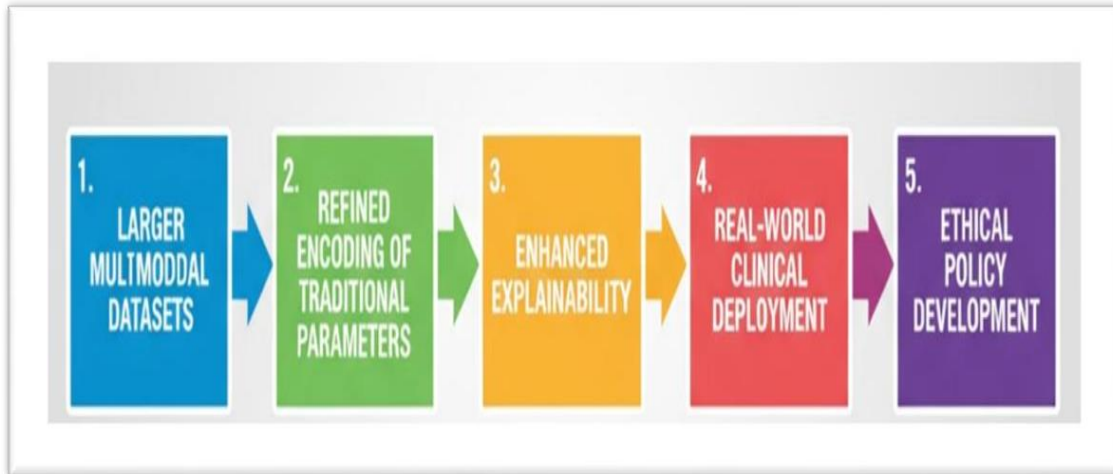 1.
LARGER
MULTMODDAL
DATASETS
2.
REFINED
ENCODING OF
TRADITIONAL
PARAMETERS
3.
ENHANCED
EXPLAINABILITY
4.
REAL-WORLD
CLINICAL
DEPLOYMENT
5.
ETHICAL
POLICY
DEVELOPMENT